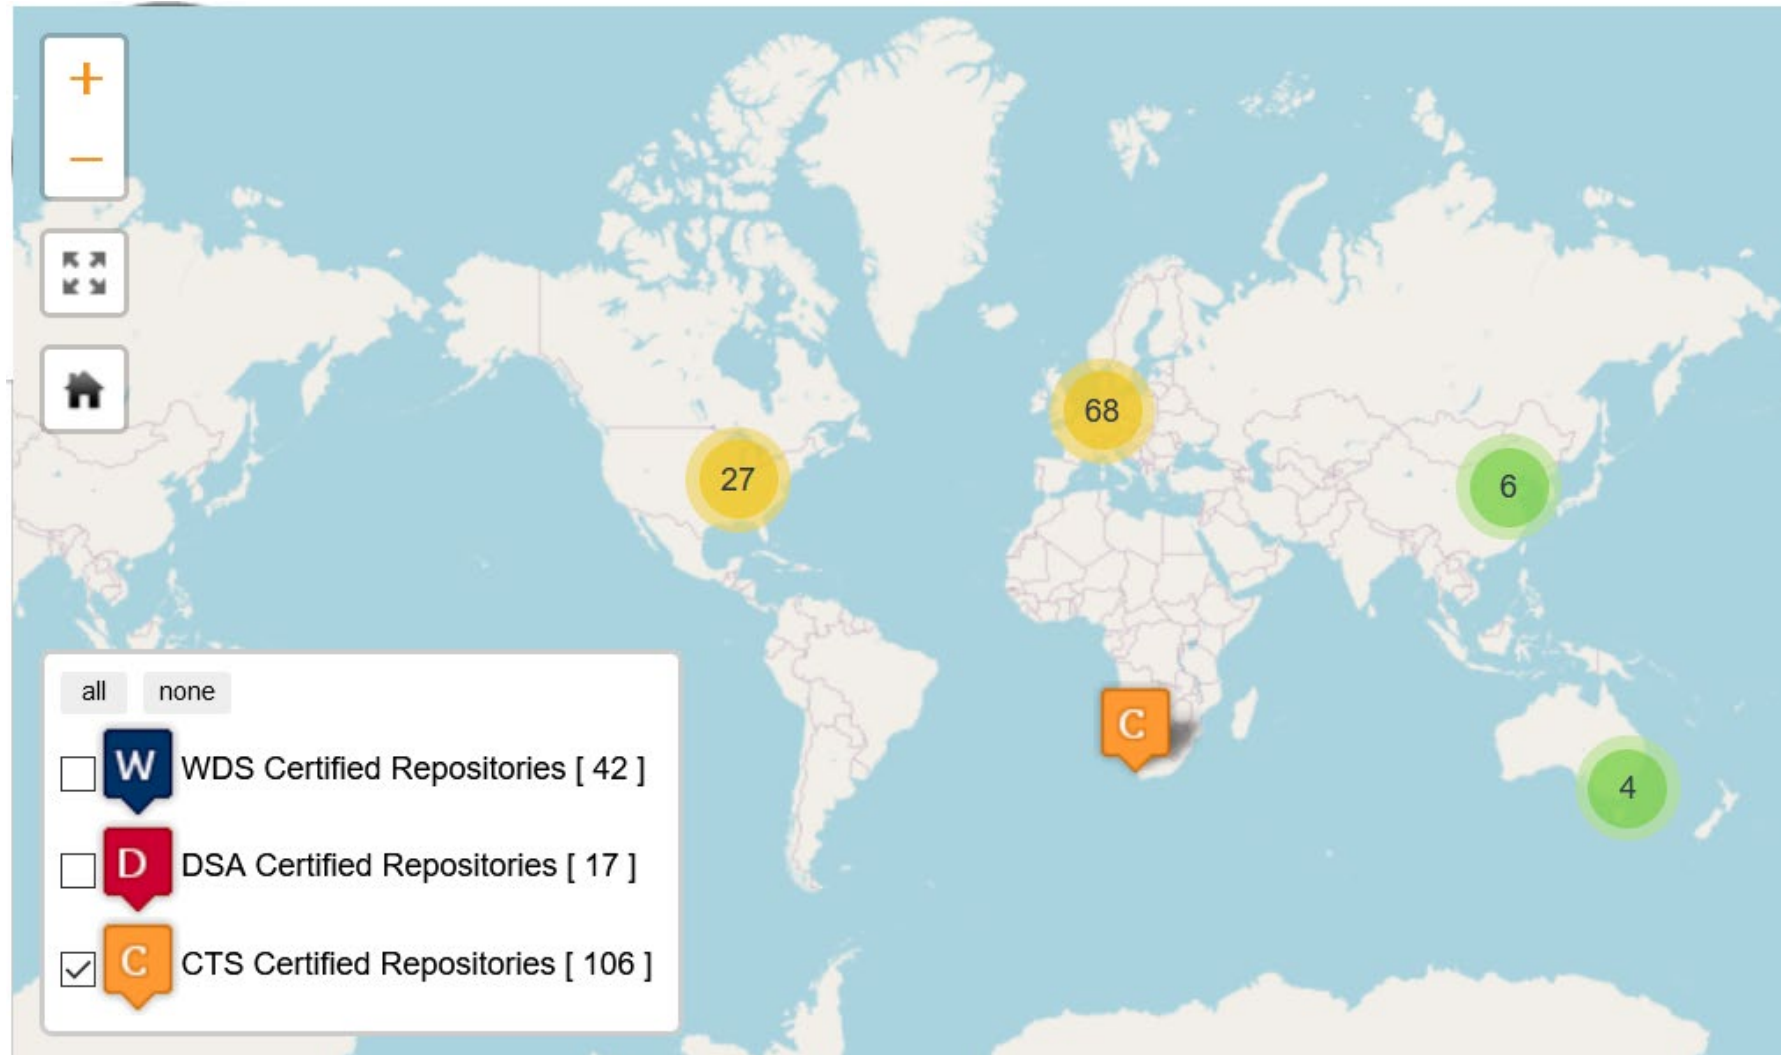 +
−
68
27
6
C
4
all none
W WDS Certified Repositories [ 42 ]
D DSA Certified Repositories [ 17 ]
C CTS Certified Repositories [ 106 ]